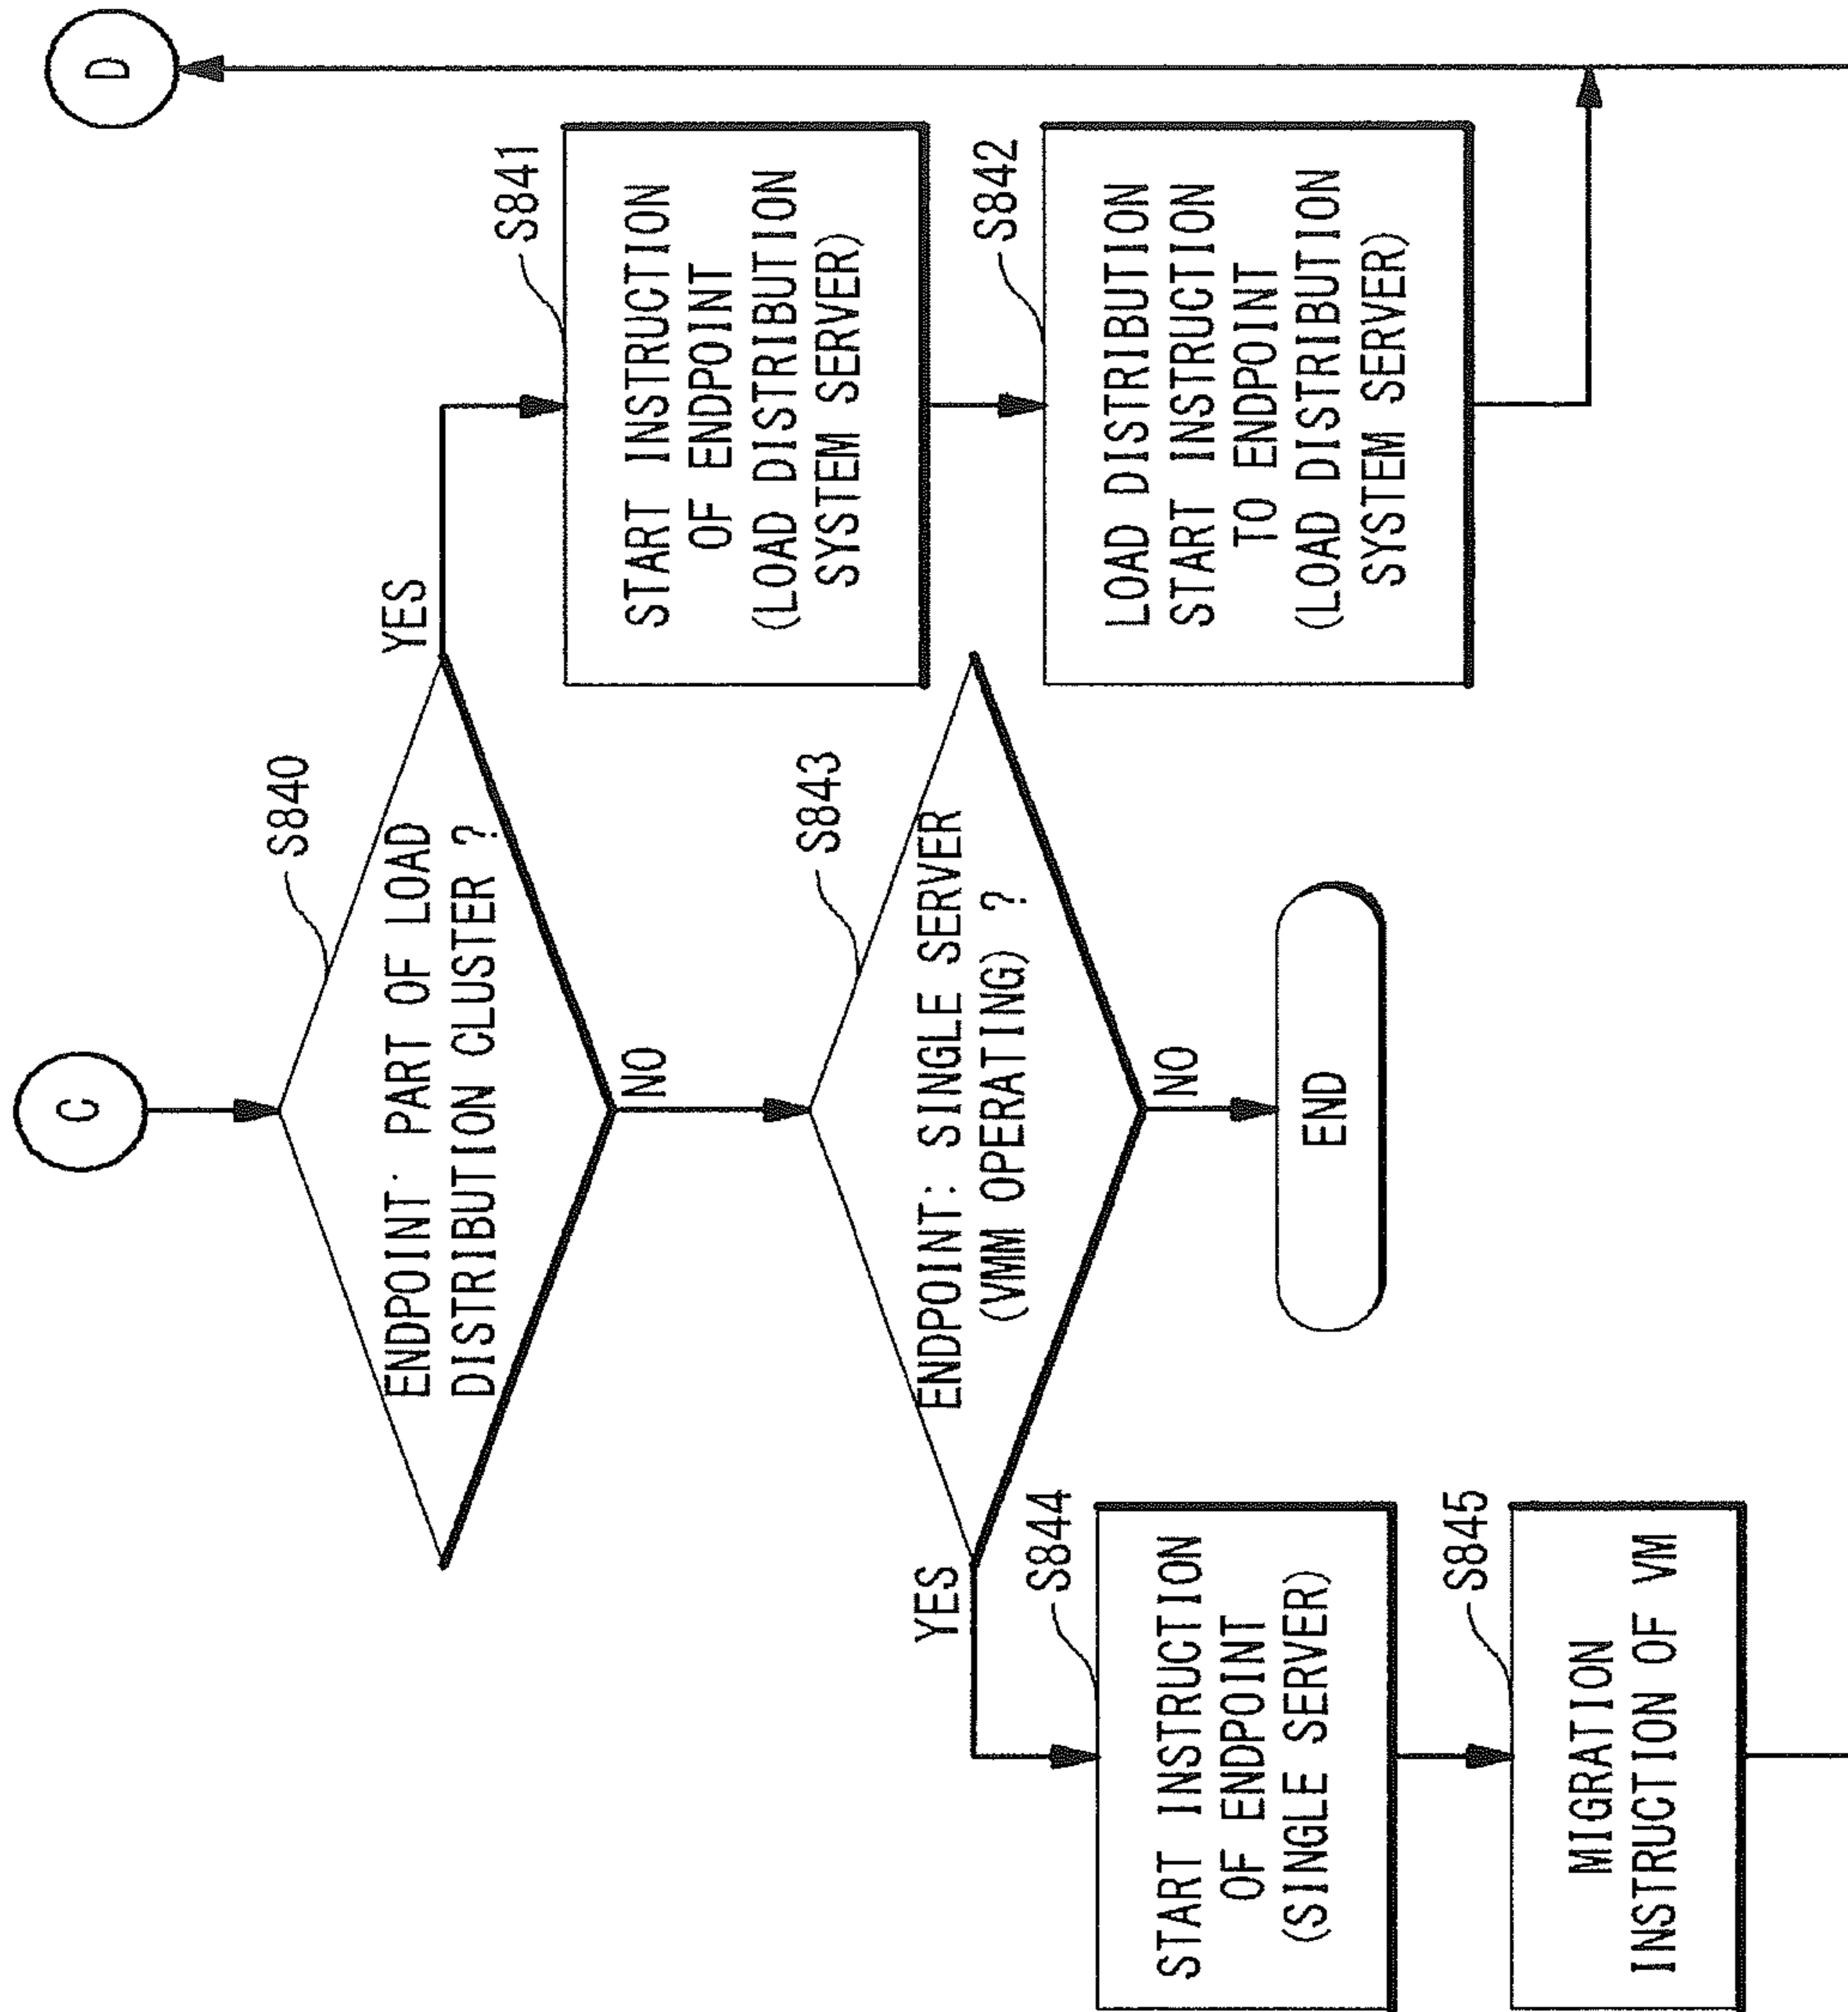 C
D
S840
ENDPOINT: PART OF LOAD
DISTRIBUTION CLUSTER ?
YES
NO
S841
START INSTRUCTION
OF ENDPOINT
(LOAD DISTRIBUTION
SYSTEM SERVER)
S842
LOAD DISTRIBUTION
START INSTRUCTION
TO ENDPOINT
(LOAD DISTRIBUTION
SYSTEM SERVER)
S843
ENDPOINT: SINGLE SERVER
(VMM OPERATING) ?
YES
NO
S844
START INSTRUCTION
OF ENDPOINT
(SINGLE SERVER)
S845
MIGRATION
INSTRUCTION OF VM
END